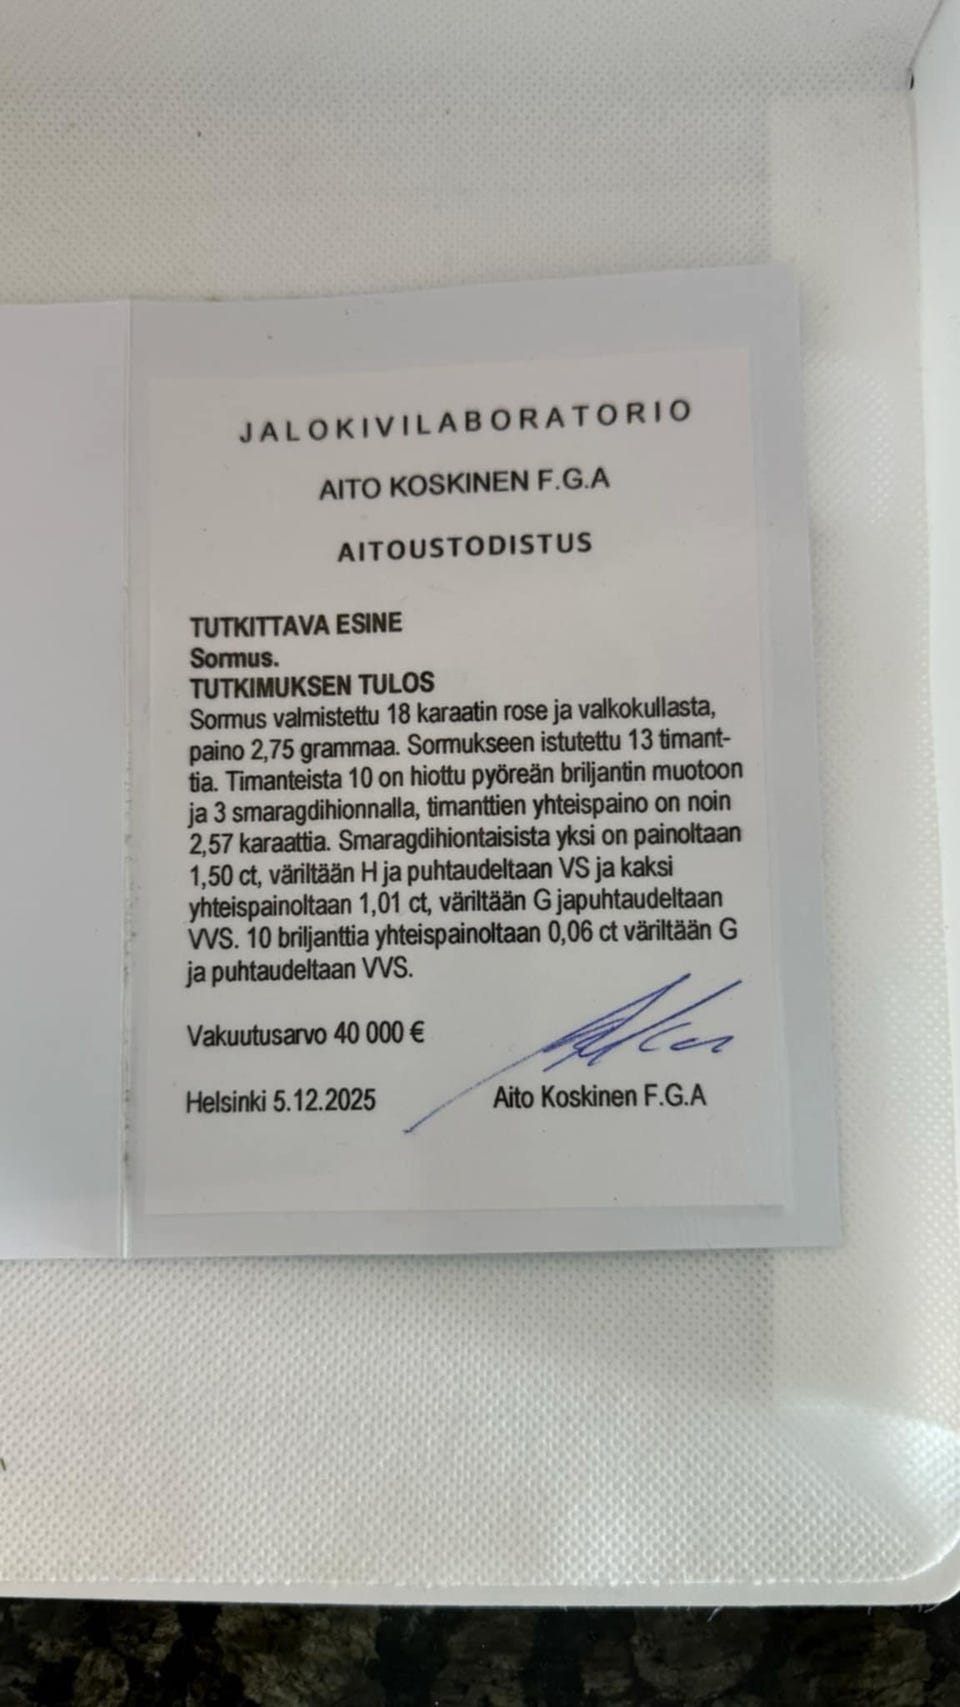 JALOKIVILABORATORIO
AITO KOSKINEN F.G.A
AITOUSTODISTUS
TUTKITTAVA ESINE
Sormus.
TUTKIMUKSEN TULOS
Sormus valmistettu 18 karaatin rose ja valkokullasta,
paino 2,75 grammaa. Sormukseen istutettu 13 timant-
tia. Timanteista 10 on hiottu pyöreän briljantin muotoon
ja 3 smaragdihionnalla, timanttien yhteispaino on noin
2,57 karaattia. Smaragdihiontaisista yksi on painoltaan
1,50 ct, väriltään H ja puhtaudeltaan VS ja kaksi
yhteispainoltaan 1,01 ct, väriltään G japuhtaudeltaan
VVS. 10 briljanttia yhteispainoltaan 0,06 ct väriltään G
ja puhtaudeltaan VVS.
Vakuutusarvo 40 000 €
Helsinki 5.12.2025 Aito Koskinen F.G.A